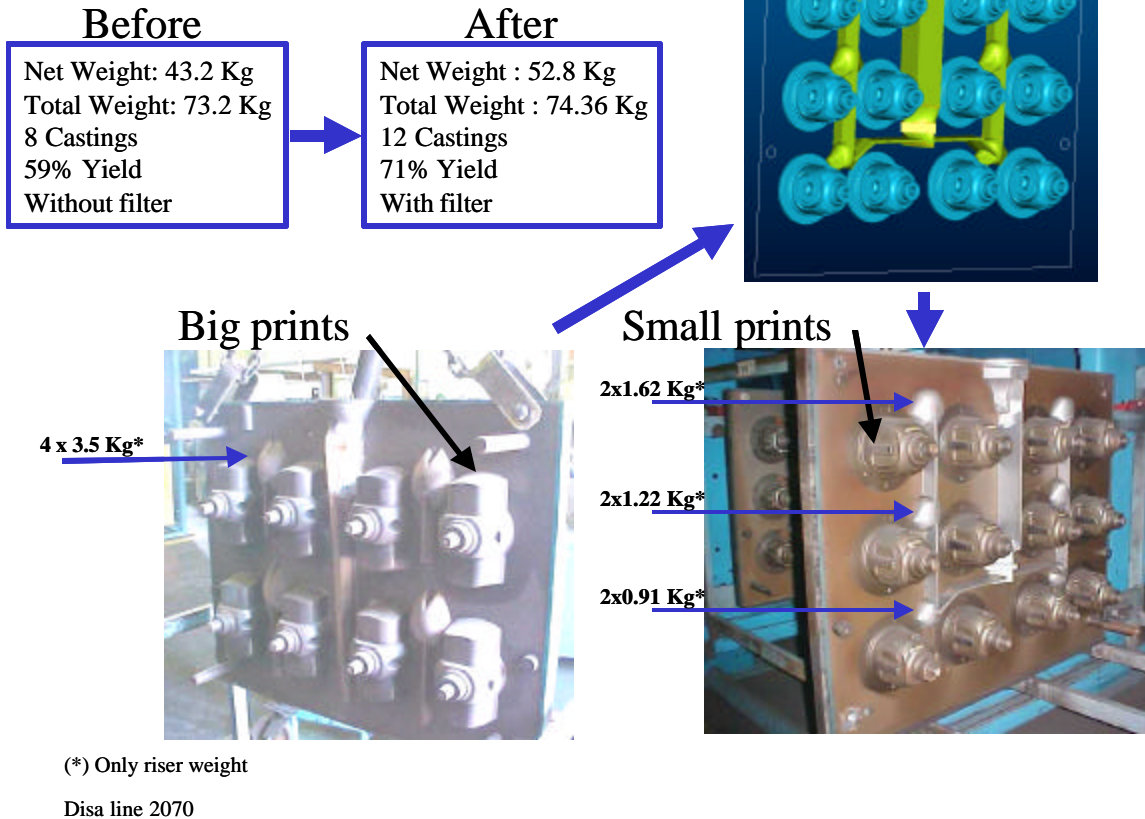 Before
Net Weight: 43.2 Kg
Total Weight: 73.2 Kg
8 Castings
59% Yield
Without filter
After
Net Weight : 52.8 Kg
Total Weight : 74.36 Kg
12 Castings
71% Yield
With filter
Big prints
4 x 3.5 Kg*
Small prints
2x1.62 Kg*
2x1.22 Kg*
2x0.91 Kg*
(*) Only riser weight
Disa line 2070